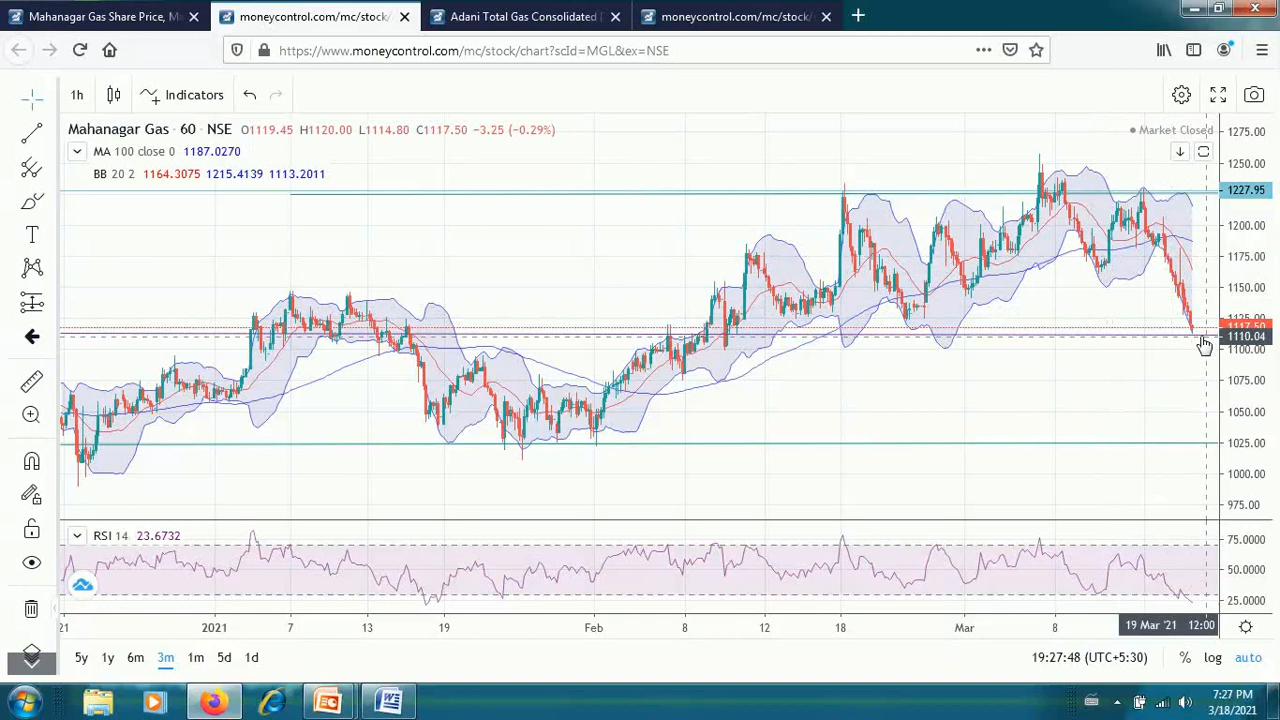 Mahanagar Gas Share Price, M
moneycontrol.com/mc/stock/
Adani Total Gas Consolidated
moneycontrol.com/mc/stock/
https://www.moneycontrol.com/mc/stock/chart?scId=MGL&ex=NSE
1h Indicators
Mahanagar Gas · 60 · NSE O1119.45 H1120.00 L1114.80 C1117.50 −3.25 (−0.29%)
Market Closed
MA 100 close 0 1187.0270
BB 20 2 1164.3075 1215.4139 1113.2011
1275.00
1250.00
1227.95
1200.00
1175.00
1150.00
1125.00
1117.50
1110.04
1100.00
1075.00
1050.00
1025.00
1000.00
975.00
RSI 14 23.6732
75.0000
50.0000
25.0000
21 2021 7 13 Feb 8 12 18 Mar 8 19 Mar '21 12:00
5y 1y 6m 3m 1m 5d 1d 19:27:48 (UTC+5:30) % log auto
7:27 PM
3/18/2021